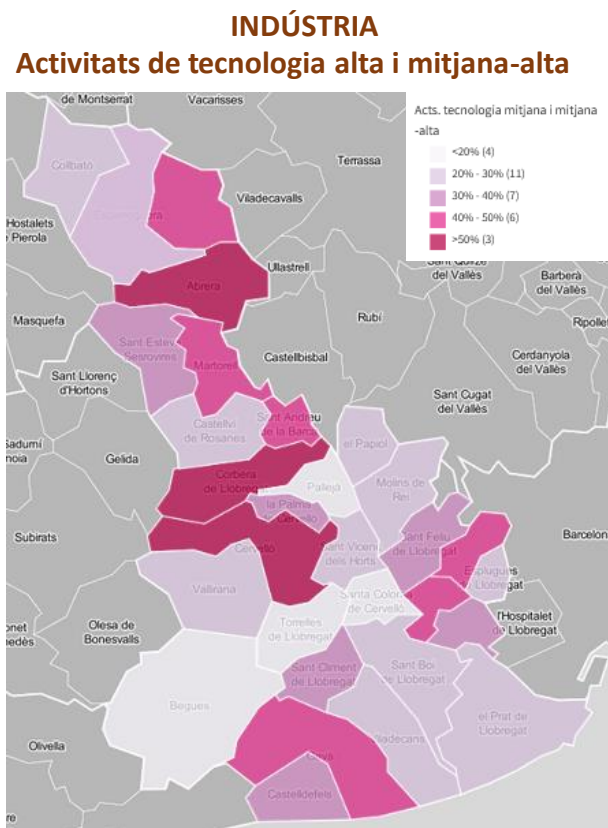 INDÚSTRIA
Activitats de tecnologia alta i mitjana-alta
Acts. tecnologia mitjana i mitjana
-alta
<20% (4)
20% - 30% (11)
30% - 40% (7)
40% - 50% (6)
>50% (3)
de Montserrat
Vacarisses
Terrassa
Collbató
Viladecavalls
Hostalets
Pierola
Ullastrell
del Vallès
Barberà
del Vallès
Abrera
Masquefa
Rubí
Ripollet
Sant Esteve
Sesrovires
Martorell
Castellbisbal
Cerdanyola
del Vallès
Sant Llorenç
d'Hortons
Sant Cugat
del Vallès
Castellví
de Rosanes
Sant Andreu
de la Barca
el Papiol
Gelida
Corbera
de Llobregat
Pallejà
Molins de
Rei
la Palma
Cervelló
Subirats
Cervelló
Sant Vicenç
dels Horts
Sant Feliu
de Llobregat
Barcelon
Esplugues
Llobregat
Vallirana
Santa Coloma
de Cervelló
Olesa de
Bonesvalls
Torrelles
de Llobregat
l'Hospitalet
de Llobregat
Sant Climent
de Llobregat
Sant Boi
de Llobregat
Begues
el Prat de
Llobregat
Olivella
Viladecans
Gavà
Castelldefels